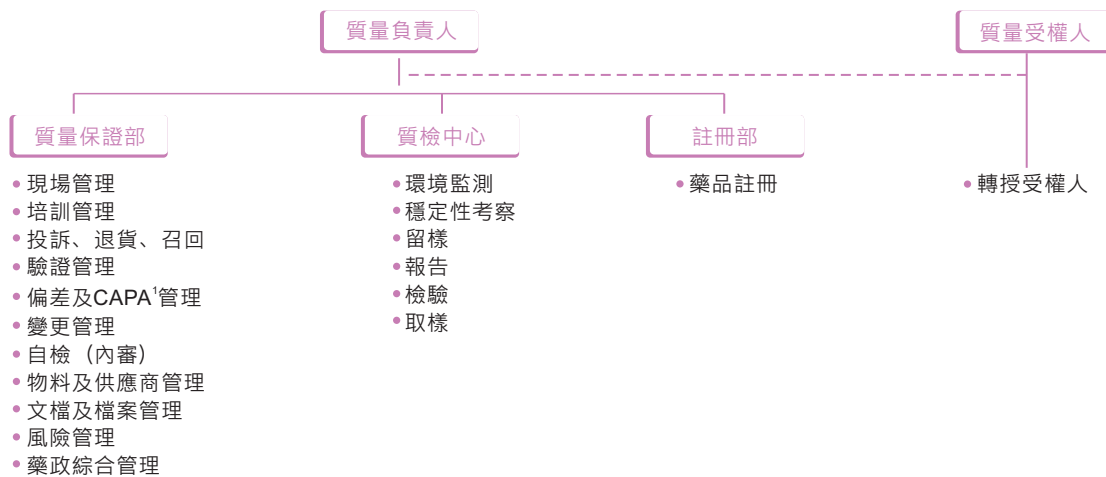 質量負責人
質量受權人
質量保證部
質檢中心
註冊部
現場管理
培訓管理
投訴、退貨、召回
驗證管理
偏差及CAPA¹管理
變更管理
自檢（內審）
物料及供應商管理
文檔及檔案管理
風險管理
藥政綜合管理
環境監測
穩定性考察
留樣
報告
檢驗
取樣
藥品註冊
轉授受權人